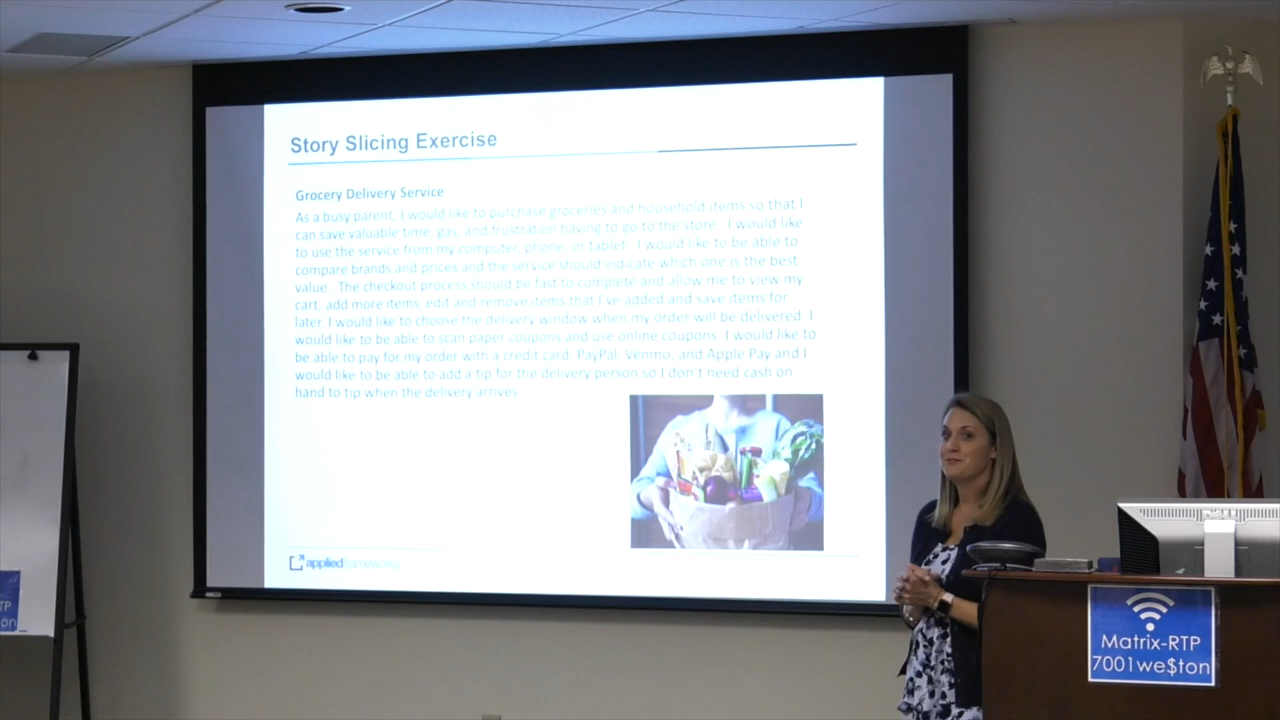 Story Slicing Exercise
Grocery Delivery Service
As a busy parent, I would like to purchase groceries and household items so that I
can save valuable time, gas, and frustration having to go to the store. I would like
to use the service from my computer, phone, or tablet. I would like to be able to
compare brands and prices and the service should indicate which one is the best
value. The checkout process should be fast to complete and allow me to view my
cart, add more items, edit and remove items that I've added and save items for
later. I would like to choose the delivery window when my order will be delivered. I
would like to be able to scan paper coupons and use online coupons. I would like to
be able to pay for my order with a credit card, PayPal, Venmo, and Apple Pay and I
would like to be able to add a tip for the delivery person so I don't need cash on
hand to tip when the delivery arrives.
appliedframeworks
Matrix-RTP
7001we$ton
TP
on